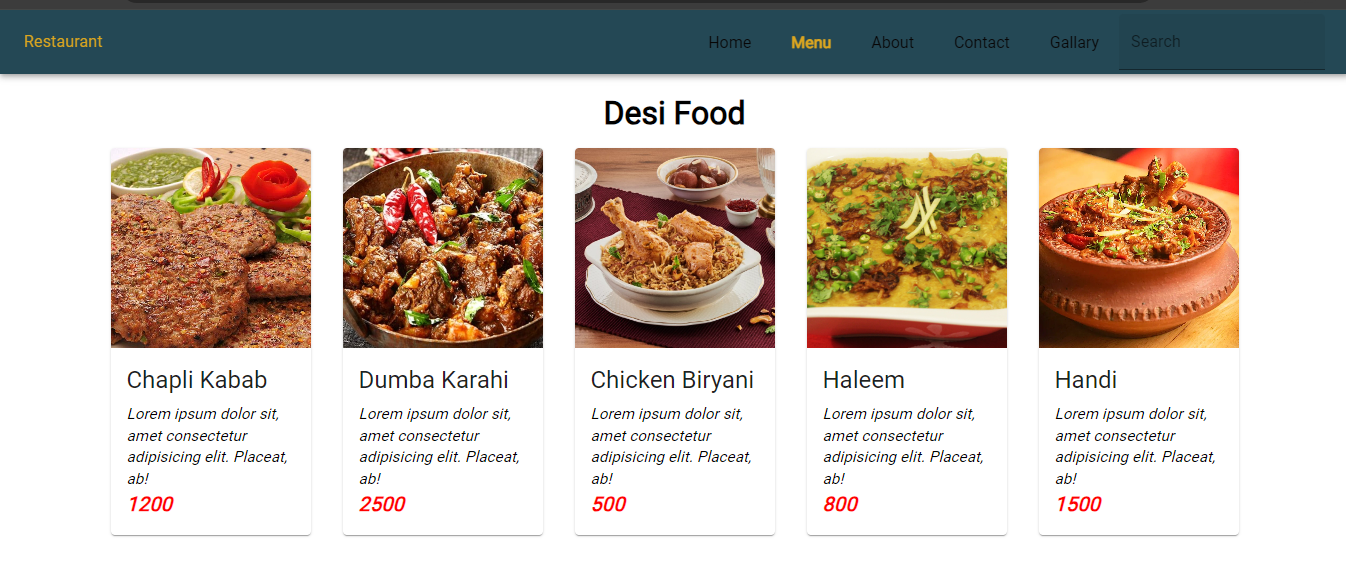 Restaurant
Home Menu About Contact Gallary Search
Desi Food
Chapli Kabab
Lorem ipsum dolor sit,
amet consectetur
adipisicing elit. Placeat,
ab!
1200
Dumba Karahi
Lorem ipsum dolor sit,
amet consectetur
adipisicing elit. Placeat,
ab!
2500
Chicken Biryani
Lorem ipsum dolor sit,
amet consectetur
adipisicing elit. Placeat,
ab!
500
Haleem
Lorem ipsum dolor sit,
amet consectetur
adipisicing elit. Placeat,
ab!
800
Handi
Lorem ipsum dolor sit,
amet consectetur
adipisicing elit. Placeat,
ab!
1500